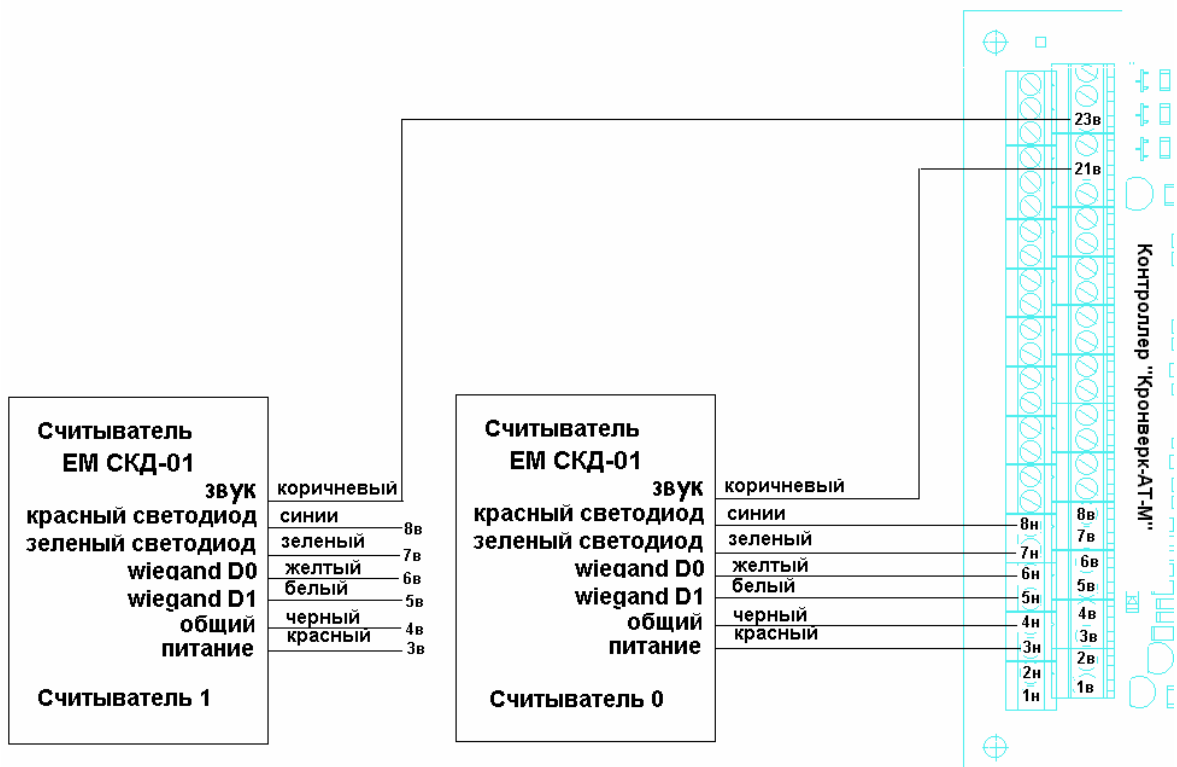 23в
21в
Контроллер "Кронверк-АТ-М"
Считыватель
ЕМ СКД-01
звук
коричневый
красный светодиод
синии
8в
зеленый светодиод
зеленый
7в
wiegand D0
желтый
6в
wiegand D1
белый
5в
общий
черный
4в
питание
красный
3в
Считыватель 1
Считыватель
ЕМ СКД-01
звук
коричневый
красный светодиод
синии
зеленый светодиод
зеленый
wiegand D0
желтый
wiegand D1
белый
общий
черный
питание
красный
Считыватель 0
8н
7н
6н
5н
4н
3н
2н
1н
8в
7в
6в
5в
4в
3в
2в
1в